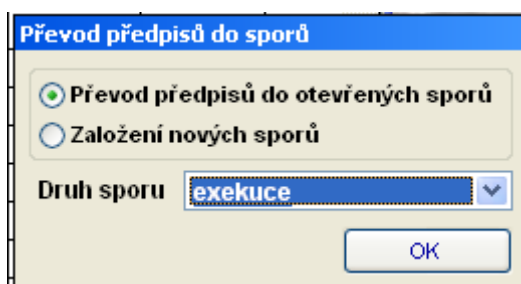 Převod předpisů do sporů
Převod předpisů do otevřených sporů
Založení nových sporů
Druh sporu exekuce
OK